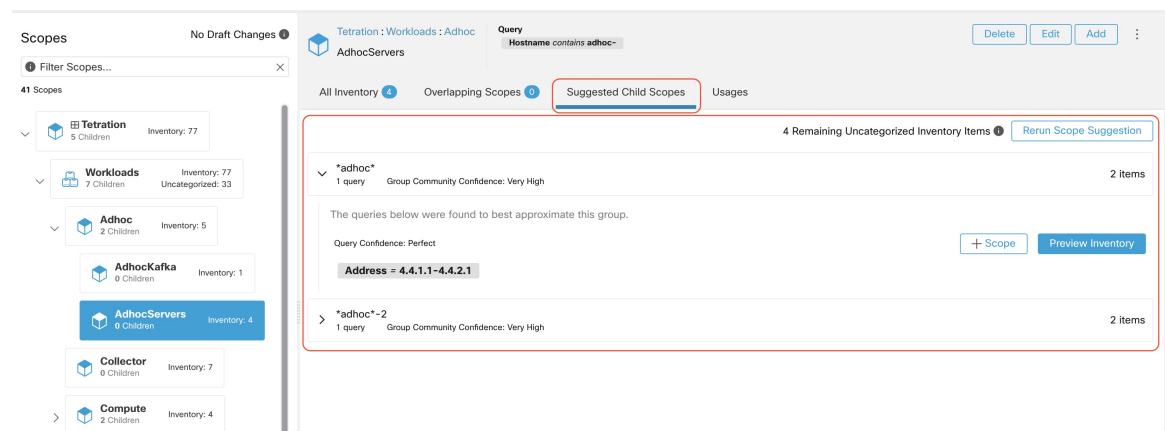 Scopes
No Draft Changes
Filter Scopes...
41 Scopes
Tetration
5 Children
Inventory: 77
Workloads
7 Children
Inventory: 77
Uncategorized: 33
Adhoc
2 Children
Inventory: 5
AdhocKafka
0 Children
Inventory: 1
AdhocServers
0 Children
Inventory: 4
Collector
0 Children
Inventory: 7
Compute
2 Children
Inventory: 4
Tetration : Workloads : Adhoc
AdhocServers
Query
Hostname contains adhoc-
Delete
Edit
Add
All Inventory 4
Overlapping Scopes 0
Suggested Child Scopes
Usages
4 Remaining Uncategorized Inventory Items
Rerun Scope Suggestion
*adhoc*
1 query Group Community Confidence: Very High
2 items
The queries below were found to best approximate this group.
Query Confidence: Perfect
+ Scope
Preview Inventory
Address = 4.4.1.1-4.4.2.1
*adhoc*-2
1 query Group Community Confidence: Very High
2 items